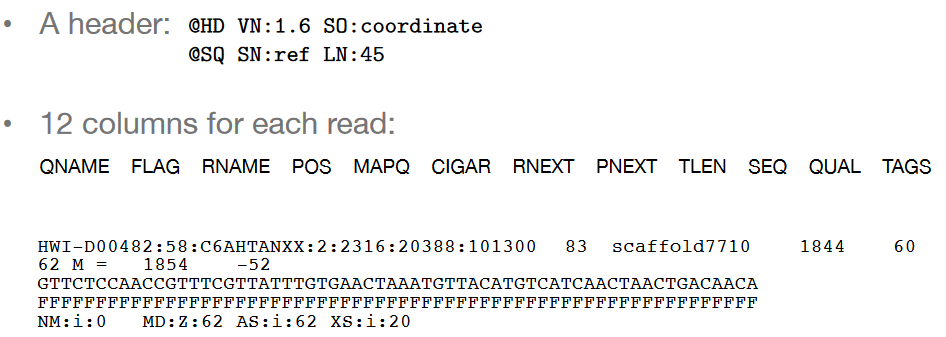 • A header: @HD VN:1.6 SO:coordinate
@SQ SN:ref LN:45
• 12 columns for each read:
QNAME FLAG RNAME POS MAPQ CIGAR RNEXT PNEXT TLEN SEQ QUAL TAGS
HWI-D00482:58:C6AHTANXX:2:2316:20388:101300 83 scaffold7710 1844 60
62 M = 1854 -52
GTTCTCCAACCGTTTCGTTATTTGTGAACTAAATGTTACATGTCATCAACTAACTGACAACA
FFFFFFFFFFFFFFFFFFFFFFFFFFFFFFFFFFFFFFFFFFFFFFFFFFFFFFFFFFFFFF
NM:i:0 MD:Z:62 AS:i:62 XS:i:20